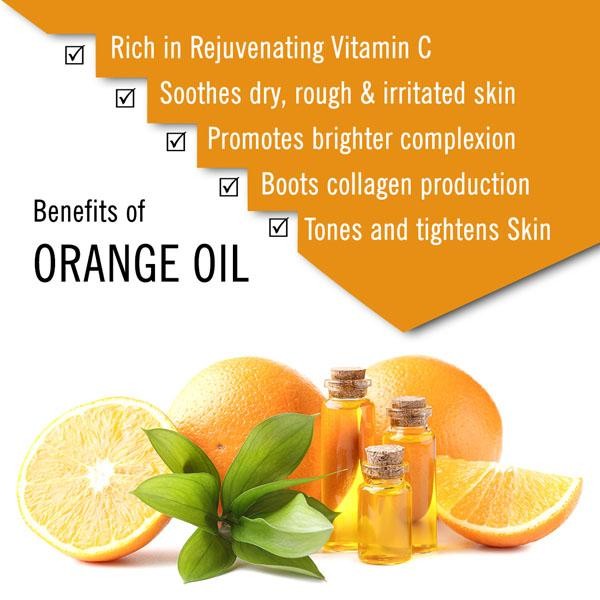 Rich in Rejuvenating Vitamin C
Soothes dry, rough & irritated skin
Promotes brighter complexion
Boots collagen production
Tones and tightens Skin
Benefits of
ORANGE OIL